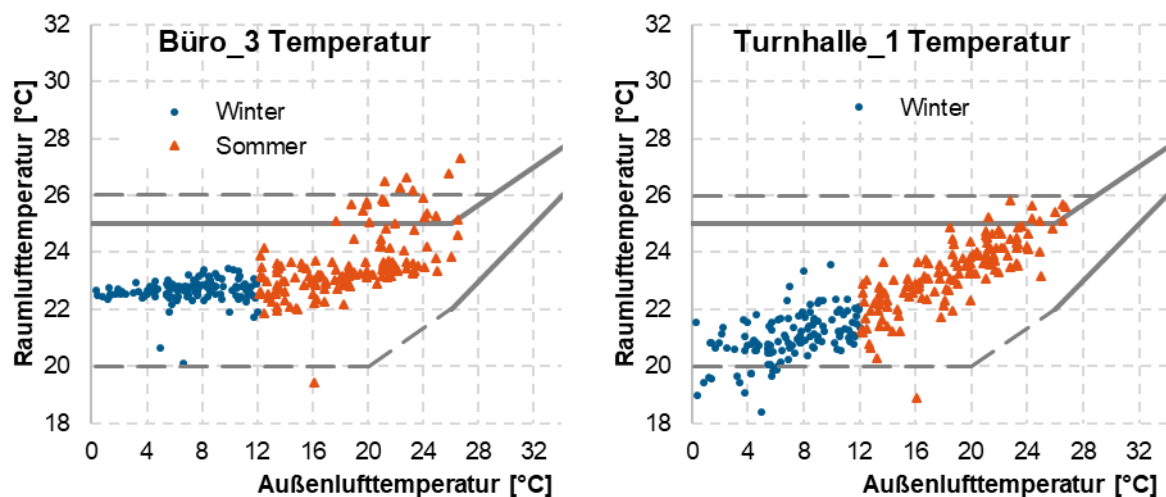 Büro_3 Temperatur
Raumlufttemperatur [°C]
32
30
28
26
24
22
20
18
Winter
Sommer
0 4 8 12 16 20 24 28 32
Außenlufttemperatur [°C]
Turnhalle_1 Temperatur
Raumlufttemperatur [°C]
32
30
28
26
24
22
20
18
Winter
0 4 8 12 16 20 24 28 32
Außenlufttemperatur [°C]